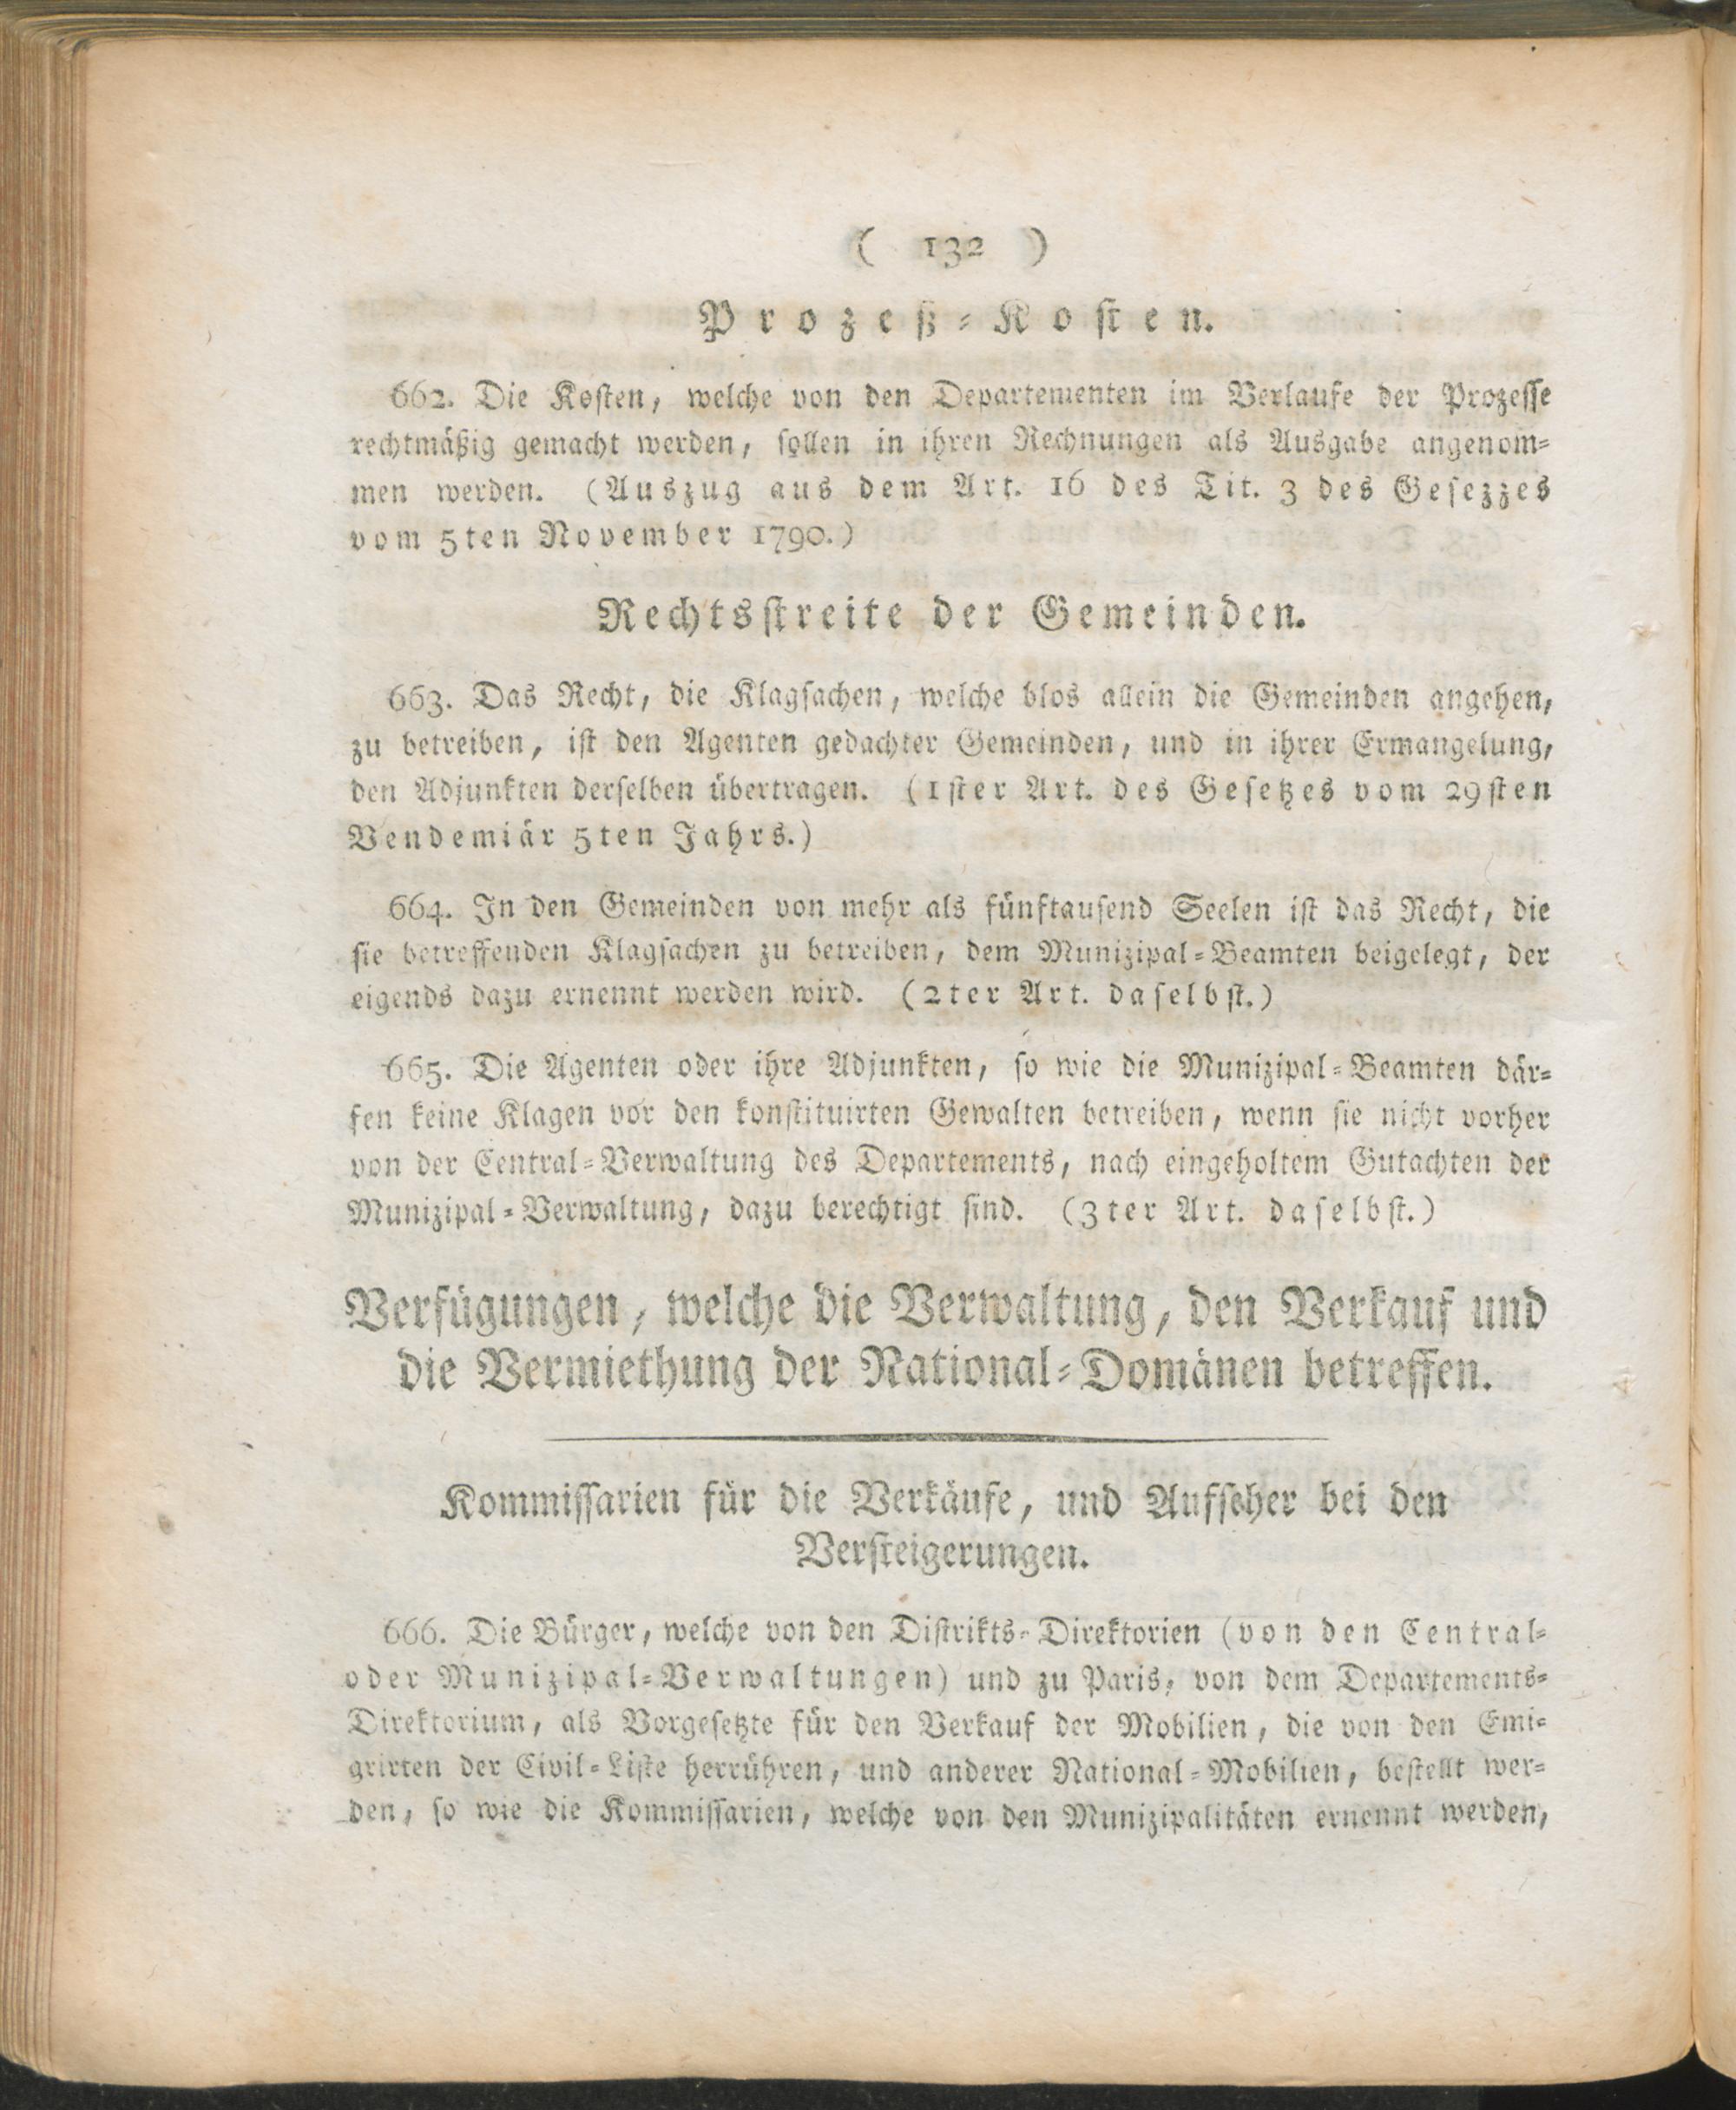 ( 132 )
Prozeß-Kosten.
662. Die Kosten, welche von den Departementen im Verlaufe der Prozesse
rechtmäßig gemacht werden, sollen in ihren Rechnungen als Ausgabe angenom-
men werden. (Auszug aus dem Art. 16 des Tit. 3 des Gesezzes
vom 5ten November 1790.)
Rechtsstreite der Gemeinden.
663. Das Recht, die Klagsachen, welche blos allein die Gemeinden angehen,
zu betreiben, ist den Agenten gedachter Gemeinden, und in ihrer Ermangelung,
den Adjunkten derselben übertragen. (1ster Art. des Gesetzes vom 29sten
Vendemiär 5ten Jahrs.)
664. In den Gemeinden von mehr als fünftausend Seelen ist das Recht, die
sie betreffenden Klagsachen zu betreiben, dem Munizipal-Beamten beigelegt, der
eigends dazu ernennt werden wird. (2ter Art. daselbst.)
665. Die Agenten oder ihre Adjunkten, so wie die Munizipal-Beamten där-
fen keine Klagen vor den konstituirten Gewalten betreiben, wenn sie nicht vorher
von der Central-Verwaltung des Departements, nach eingeholtem Gutachten der
Munizipal-Verwaltung, dazu berechtigt sind. (3ter Art. daselbst.)
Verfügungen, welche die Verwaltung, den Verkauf und
die Vermiethung der National-Domänen betreffen.
Kommissarien für die Verkäufe, und Aufseher bei den
Versteigerungen.
666. Die Bürger, welche von den Distrikts-Direktorien (von den Central-
oder Munizipal-Verwaltungen) und zu Paris, von dem Departements-
Direktorium, als Vorgesetzte für den Verkauf der Mobilien, die von den Emi-
grirten der Civil-Liste herrühren, und anderer National-Mobilien, bestellt wer-
den, so wie die Kommissarien, welche von den Munizipalitäten ernennt werden,